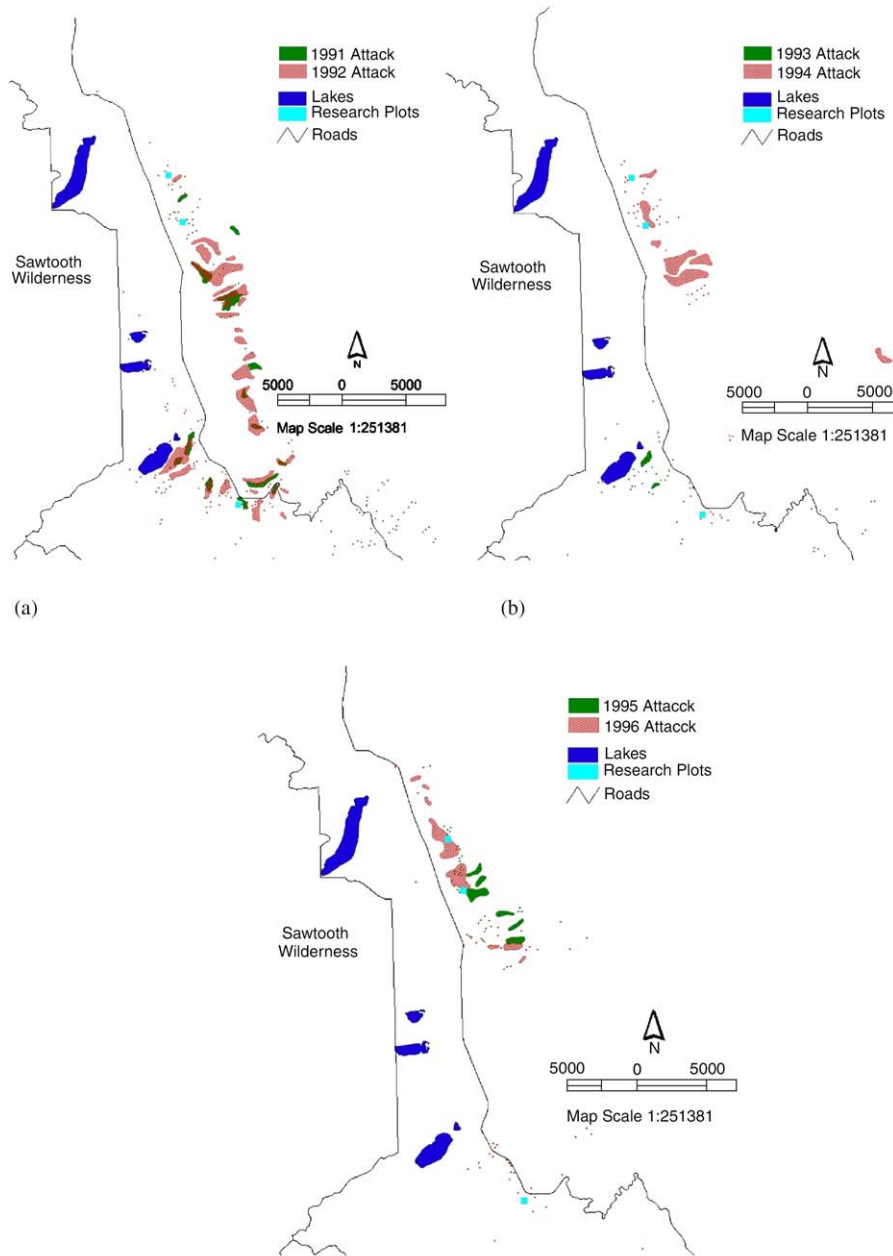 1991 Attack
1992 Attack
Lakes
Research Plots
Roads
Sawtooth
Wilderness
N
5000 0 5000
Map Scale 1:251381
(a)
1993 Attack
1994 Attack
Lakes
Research Plots
Roads
Sawtooth
Wilderness
N
5000 0 5000
Map Scale 1:251381
(b)
1995 Attacck
1996 Attacck
Lakes
Research Plots
Roads
Sawtooth
Wilderness
N
5000 0 5000
Map Scale 1:251381